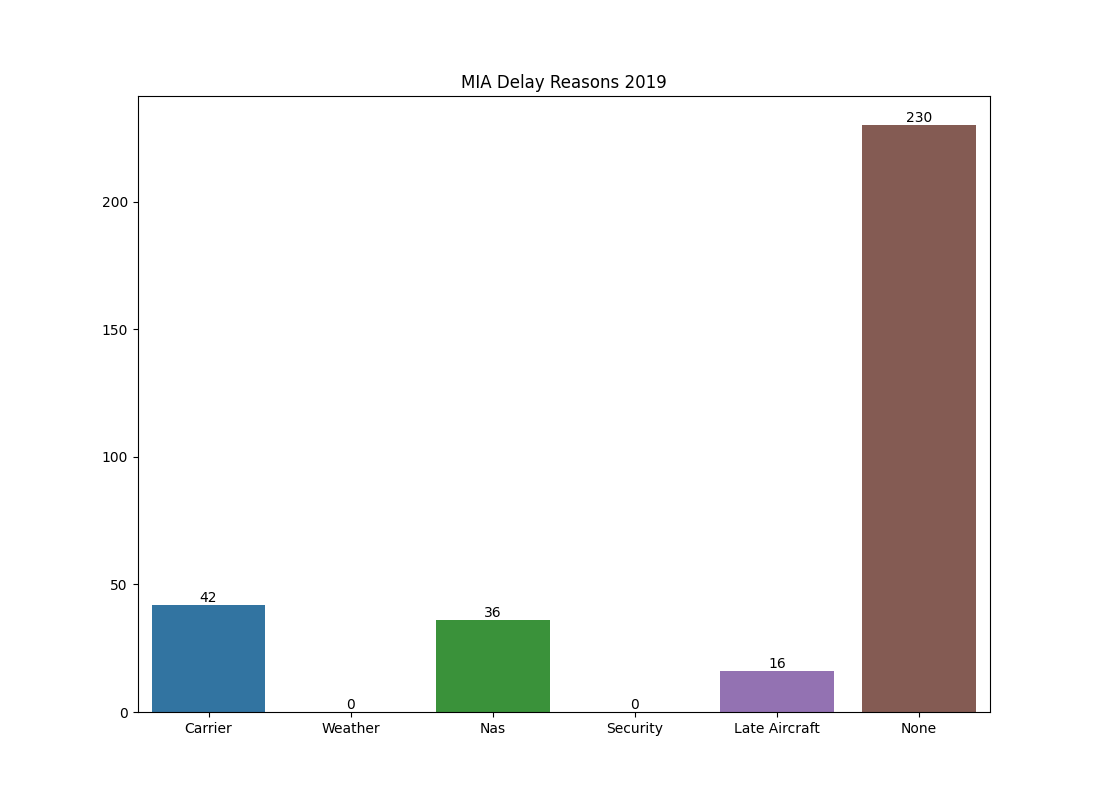 MIA Delay Reasons 2019
230
200
150
100
50
42
36
16
0
0
0
Carrier
Weather
Nas
Security
Late Aircraft
None